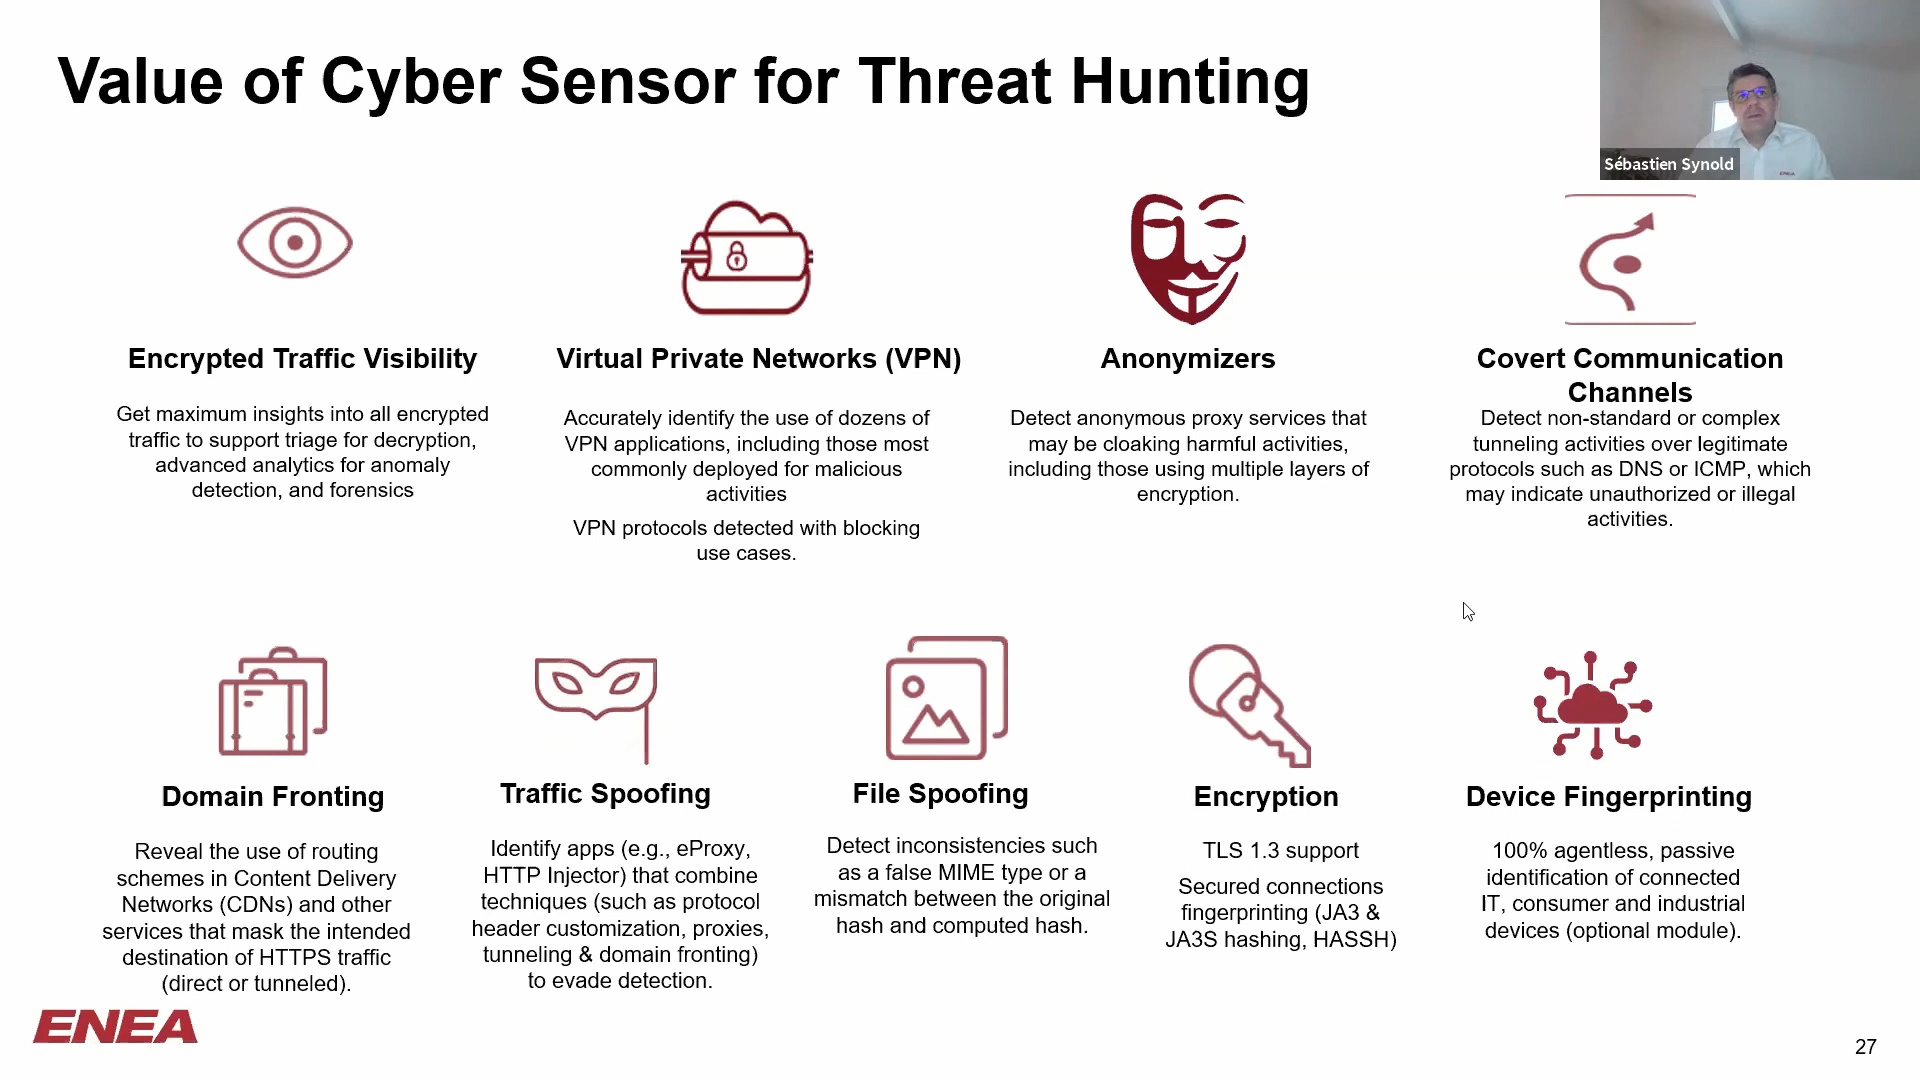 Value of Cyber Sensor for Threat Hunting
Sébastien Synold
ENEA
Encrypted Traffic Visibility
Get maximum insights into all encrypted
traffic to support triage for decryption,
advanced analytics for anomaly
detection, and forensics
Virtual Private Networks (VPN)
Accurately identify the use of dozens of
VPN applications, including those most
commonly deployed for malicious
activities
VPN protocols detected with blocking
use cases.
Anonymizers
Detect anonymous proxy services that
may be cloaking harmful activities,
including those using multiple layers of
encryption.
Covert Communication
Channels
Detect non-standard or complex
tunneling activities over legitimate
protocols such as DNS or ICMP, which
may indicate unauthorized or illegal
activities.
Domain Fronting
Reveal the use of routing
schemes in Content Delivery
Networks (CDNs) and other
services that mask the intended
destination of HTTPS traffic
(direct or tunneled).
Traffic Spoofing
Identify apps (e.g., eProxy,
HTTP Injector) that combine
techniques (such as protocol
header customization, proxies,
tunneling & domain fronting)
to evade detection.
File Spoofing
Detect inconsistencies such
as a false MIME type or a
mismatch between the original
hash and computed hash.
Encryption
TLS 1.3 support
Secured connections
fingerprinting (JA3 &
JA3S hashing, HASSH)
Device Fingerprinting
100% agentless, passive
identification of connected
IT, consumer and industrial
devices (optional module).
ENEA
27